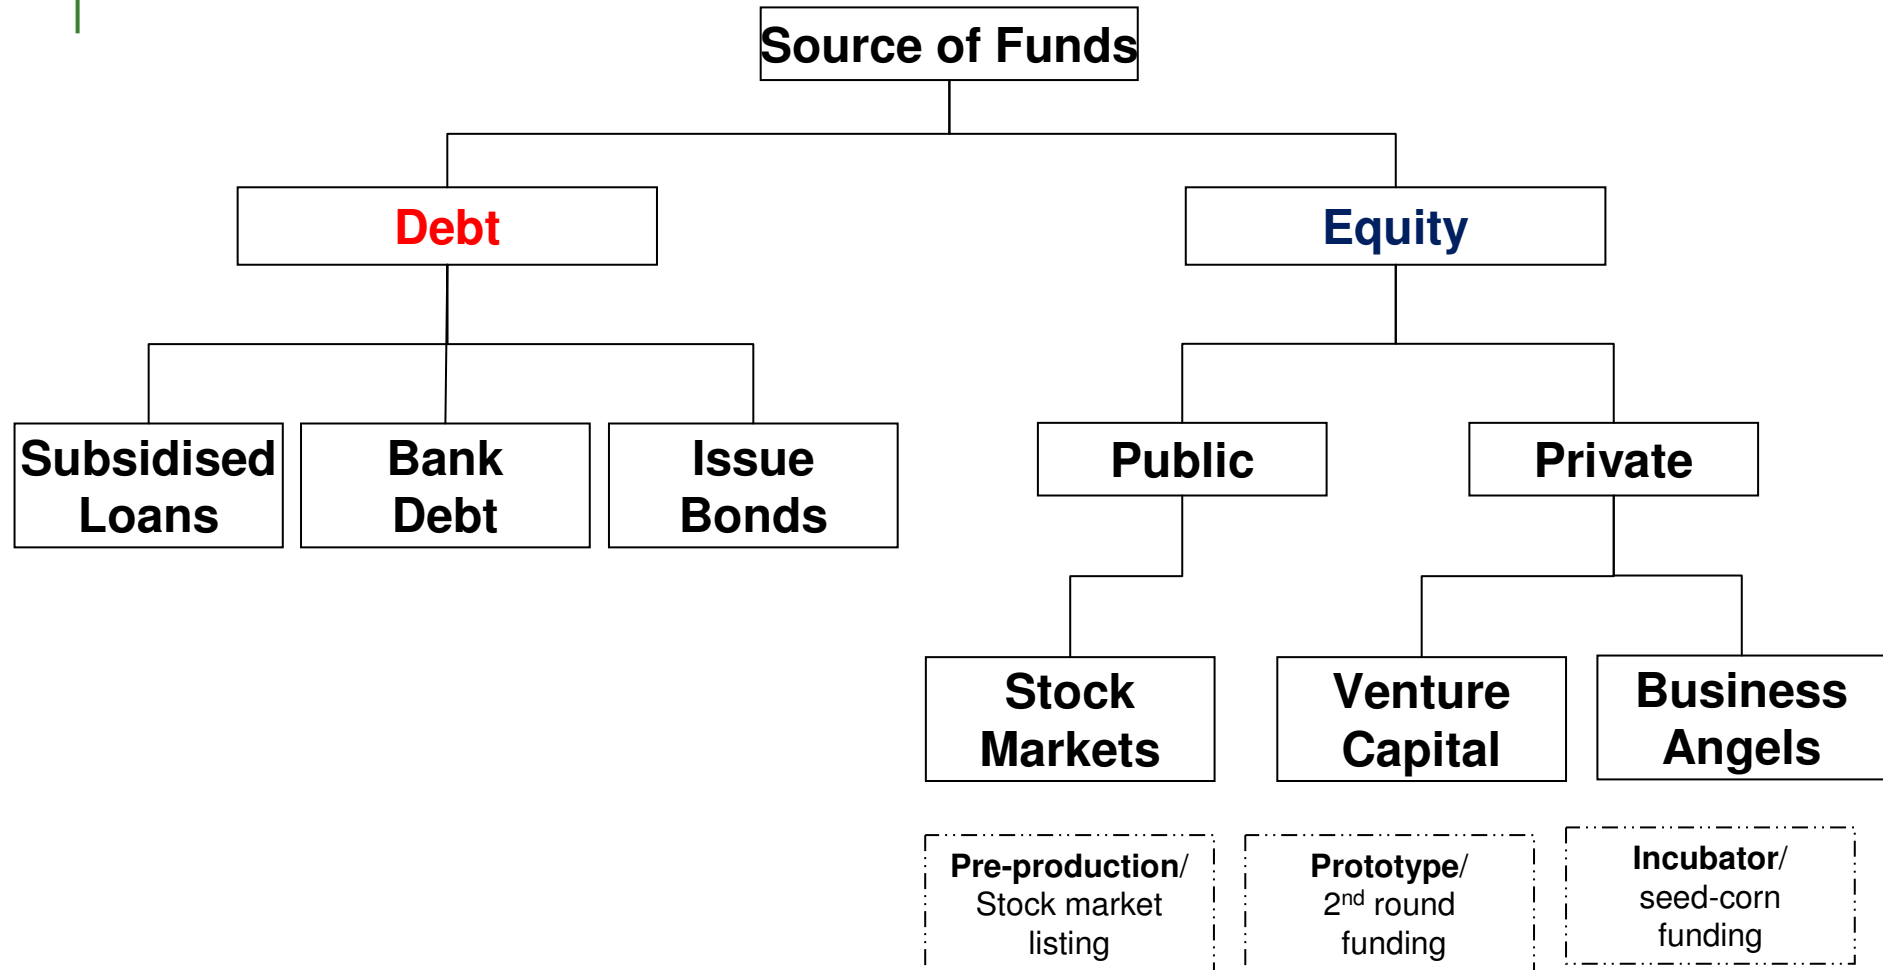 Source of Funds
Debt
Equity
Subsidised
Loans
Bank
Debt
Issue
Bonds
Public
Private
Stock
Markets
Venture
Capital
Business
Angels
Pre-production/
Stock market
listing
Prototype/
2nd round
funding
Incubator/
seed-corn
funding